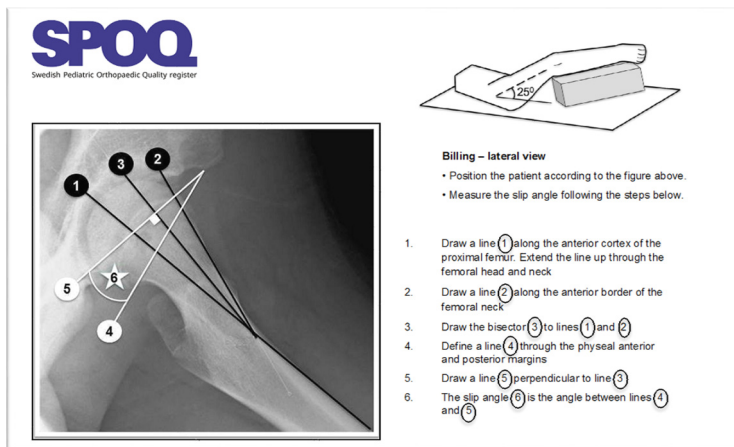 SPOQ
Swedish Pediatric Orthopaedic Quality register
25º
Billing – lateral view
• Position the patient according to the figure above.
• Measure the slip angle following the steps below.
1
3
2
5
6
4
1. Draw a line 1 along the anterior cortex of the
proximal femur. Extend the line up through the
femoral head and neck
2. Draw a line 2 along the anterior border of the
femoral neck
3. Draw the bisector 3 to lines 1 and 2
4. Define a line 4 through the physeal anterior
and posterior margins
5. Draw a line 5 perpendicular to line 3
6. The slip angle 6 is the angle between lines 4
and 5